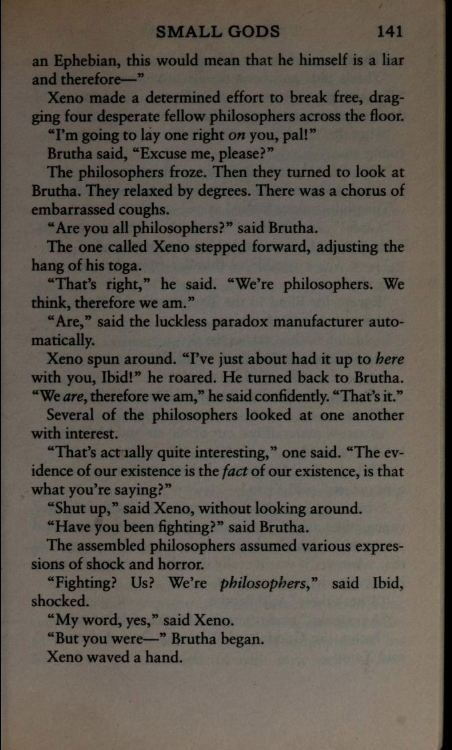 SMALL GODS 141
an Ephebian, this would mean that he himself is a liar
and therefore—”
Xeno made a determined effort to break free, drag-
ging four desperate fellow philosophers across the floor.
“I’m going to lay one right on you, pal!”
Brutha said, “Excuse me, please?”
The philosophers froze. Then they turned to look at
Brutha. They relaxed by degrees. There was a chorus of
embarrassed coughs.
“Are you all philosophers?” said Brutha.
The one called Xeno stepped forward, adjusting the
hang of his toga.
“That’s right,” he said. “We’re philosophers. We
think, therefore we am.”
“Are,” said the luckless paradox manufacturer auto-
matically.
Xeno spun around. “I’ve just about had it up to here
with you, Ibid!” he roared. He turned back to Brutha.
“We are, therefore we am,” he said confidently. “That’s it.”
Several of the philosophers looked at one another
with interest.
“That’s actually quite interesting,” one said. “The ev-
idence of our existence is the fact of our existence, is that
what you’re saying?”
“Shut up,” said Xeno, without looking around.
“Have you been fighting?” said Brutha.
The assembled philosophers assumed various expres-
sions of shock and horror.
“Fighting? Us? We’re philosophers,” said Ibid,
shocked.
“My word, yes,” said Xeno.
“But you were—” Brutha began.
Xeno waved a hand.